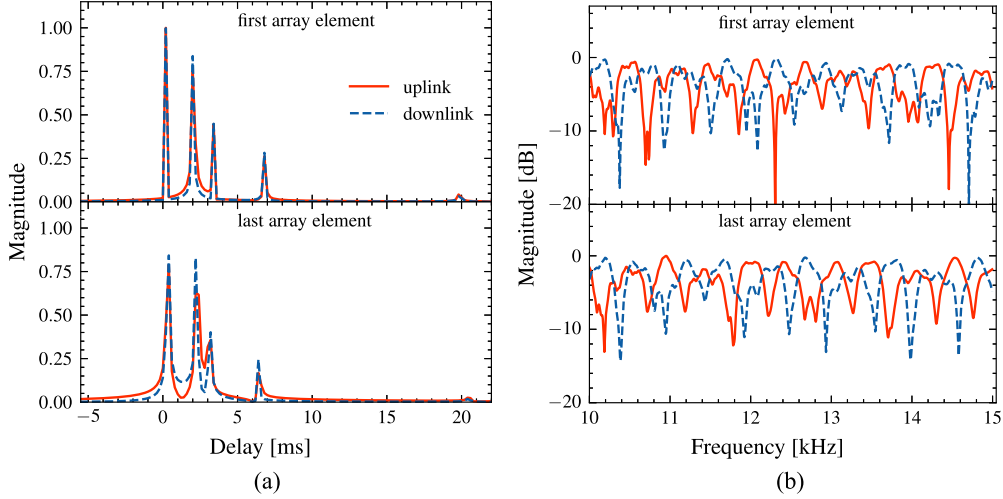 first array element
1.00
0.75
0.50
0.25
0.00
uplink
downlink
Magnitude
last array element
1.00
0.75
0.50
0.25
0.00
−5
0
5
10
15
20
Delay [ms]
(a)
first array element
0
−10
−20
Magnitude [dB]
last array element
0
−10
−20
10
11
12
13
14
15
Frequency [kHz]
(b)